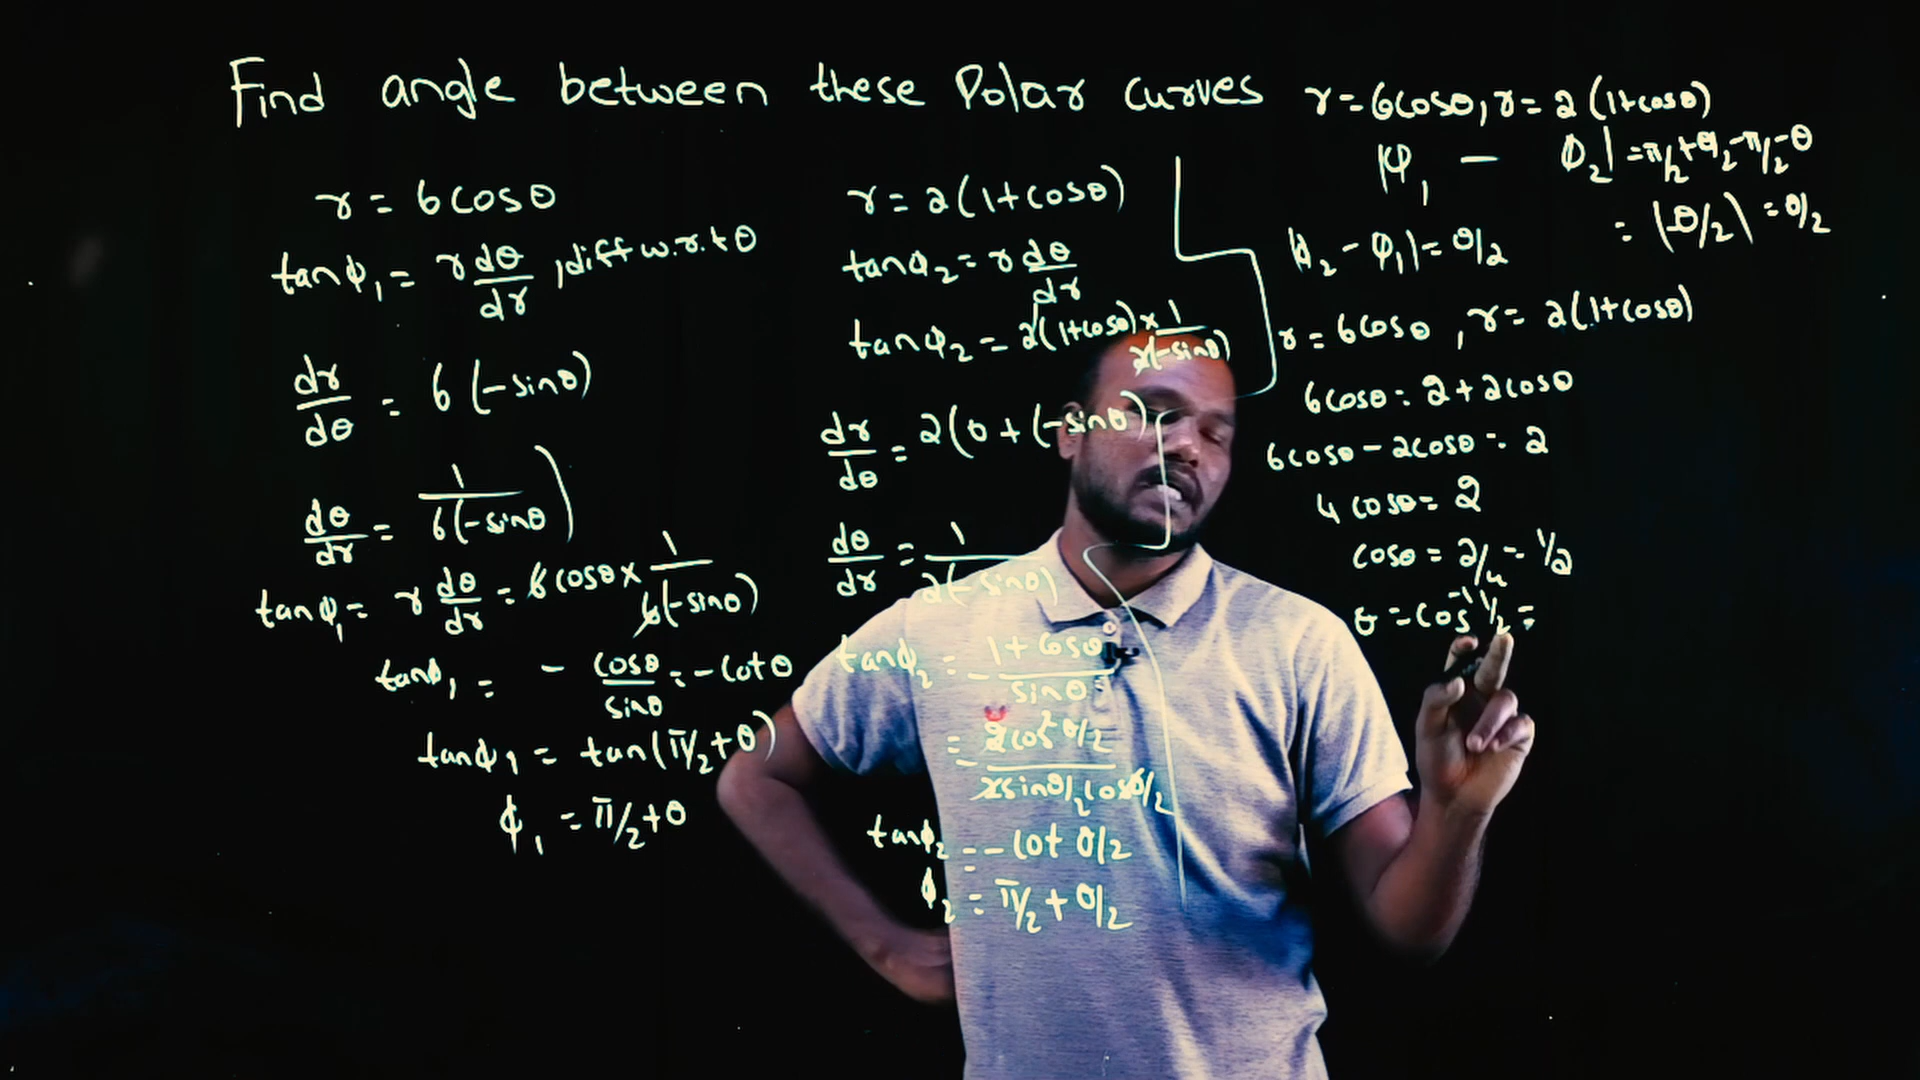 Find angle between these Polar curves r=6cosθ, r=2(1+cosθ)
r = 6cosθ
tanϕ₁ = r dθ/dr, diff w.r.t θ
dr/dθ = 6(-sinθ)
dθ/dr = 1/6(-sinθ)
tanϕ₁ = r dθ/dr = 6cosθ × 1/6(-sinθ)
tanϕ₁ = - cosθ/sinθ = -cotθ
tanϕ₁ = tan(π/2+θ)
ϕ₁ = π/2+θ
r = 2(1+cosθ)
tanϕ₂ = r dθ/dr
tanϕ₂ = 2(1+cosθ) × 1/2(-sinθ)
dr/dθ = 2(0+(-sinθ)
dθ/dr = 1/2(-sinθ)
tanϕ₂ = - 1+cosθ/sinθ
= - 2cos²θ/2/2sinθ/2cosθ/2
tanϕ₂ = -cot θ/2
ϕ₂ = π/2 + θ/2
|ϕ₁ - ϕ₂| = π/2+θ/2-π/2-θ
= |-θ/2| = θ/2
|ϕ₂ - ϕ₁| = θ/2
r = 6cosθ, r = 2(1+cosθ)
6cosθ = 2+2cosθ
6cosθ - 2cosθ = 2
4cosθ = 2
cosθ = 2/4 = 1/2
θ = cos⁻¹ 1/2 =